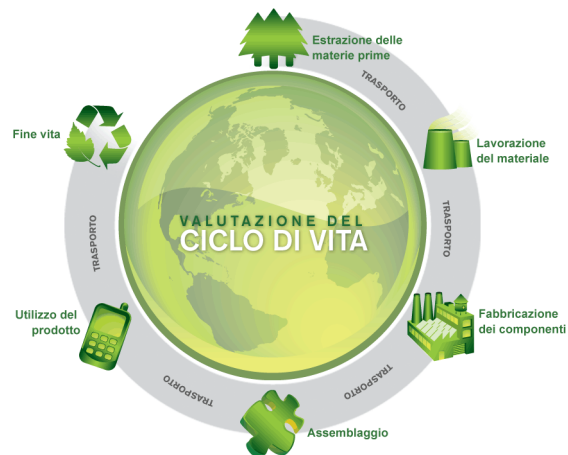 Estrazione delle
materie prime
TRASPORTO
Lavorazione
del materiale
TRASPORTO
Fabbricazione
dei componenti
TRASPORTO
Assemblaggio
TRASPORTO
Utilizzo del
prodotto
TRASPORTO
Fine vita
VALUTAZIONE DEL
CICLO DI VITA